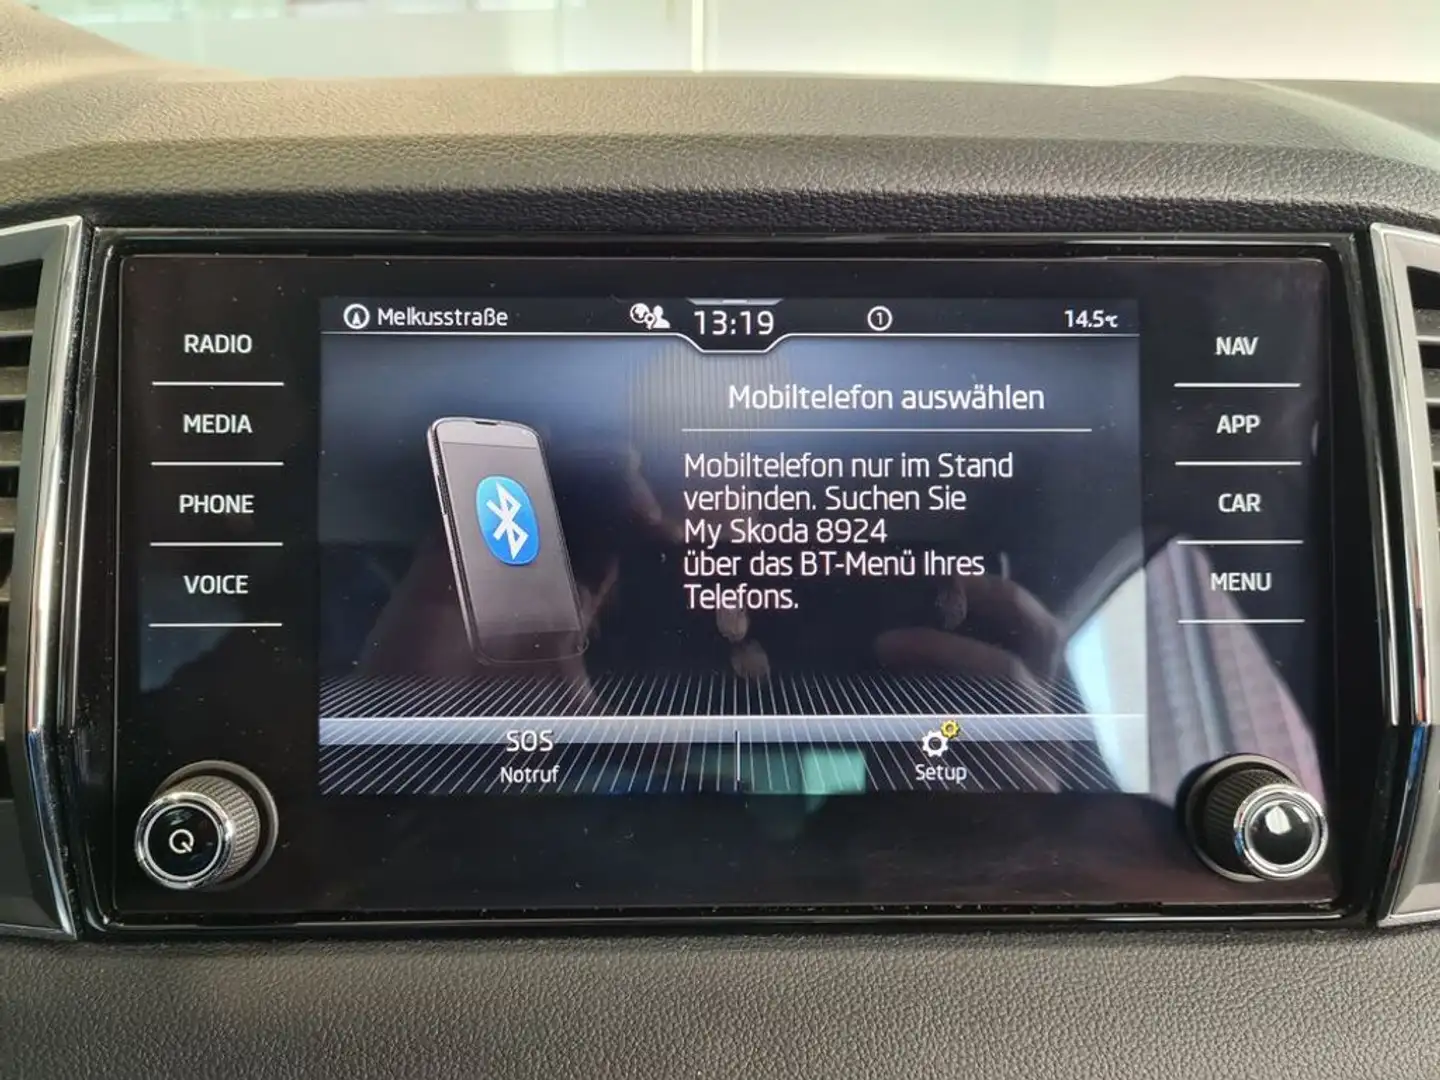 Melkusstraße 13:19 1 14.5°C
RADIO
MEDIA
PHONE
VOICE
Mobiltelefon auswählen
Mobiltelefon nur im Stand
verbinden. Suchen Sie
My Skoda 8924
über das BT-Menü Ihres
Telefons.
SOS
Notruf
Setup
NAV
APP
CAR
MENU